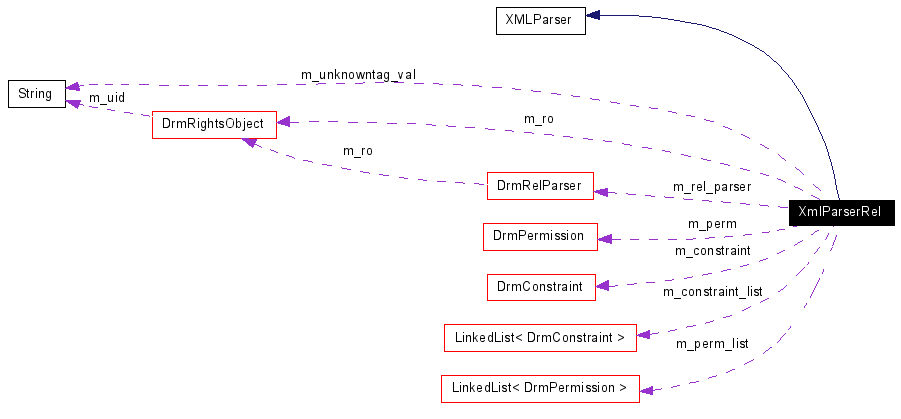 XMLParser
m_unknowntag_val
String
m_uid
DrmRightsObject
m_ro
m_ro
DrmRelParser
m_rel_parser
XmlParserRel
m_perm
DrmPermission
m_constraint
DrmConstraint
m_constraint_list
LinkedList< DrmConstraint >
m_perm_list
LinkedList< DrmPermission >